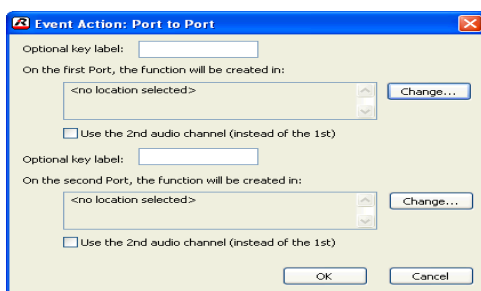 Event Action: Port to Port
Optional key label:
On the first Port, the function will be created in:
<no location selected>
Change...
Use the 2nd audio channel (instead of the 1st)
Optional key label:
On the second Port, the function will be created in:
<no location selected>
Change...
Use the 2nd audio channel (instead of the 1st)
OK Cancel